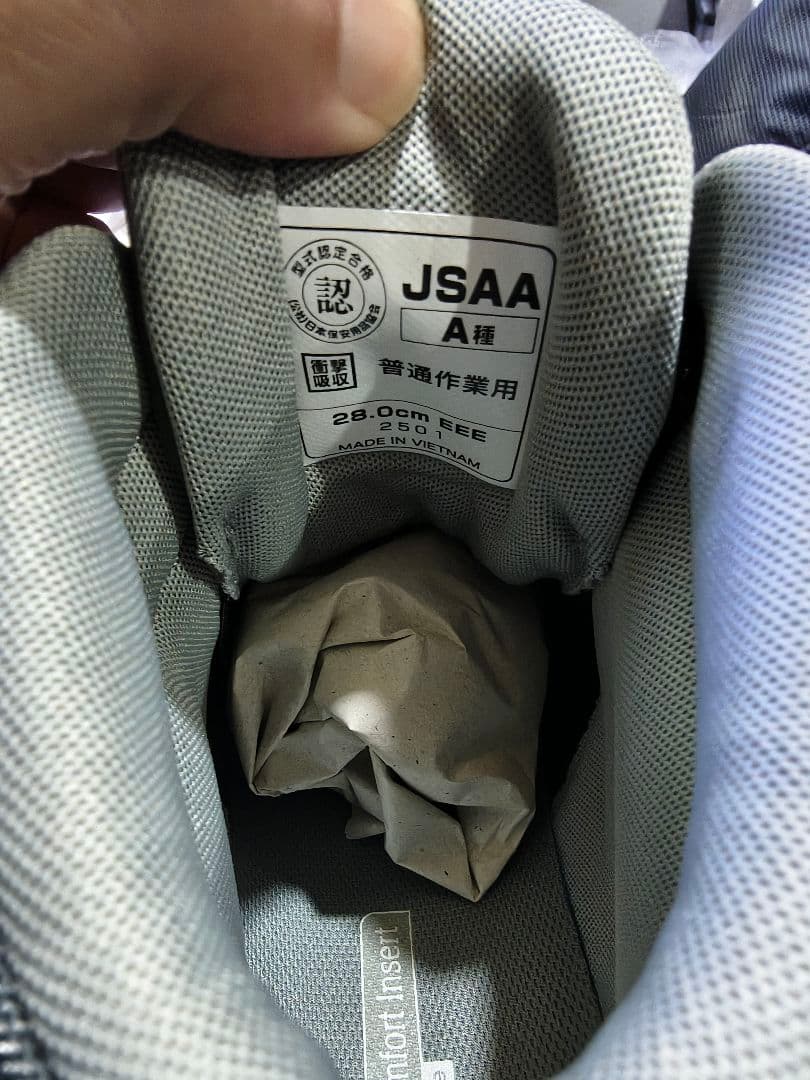 型式認定合格
認
(公社)日本保安用品協会
JSAA
A種
衝撃
吸収
普通作業用
28.0cm EEE
2501
MADE IN VIETNAM
mfort Insert
e